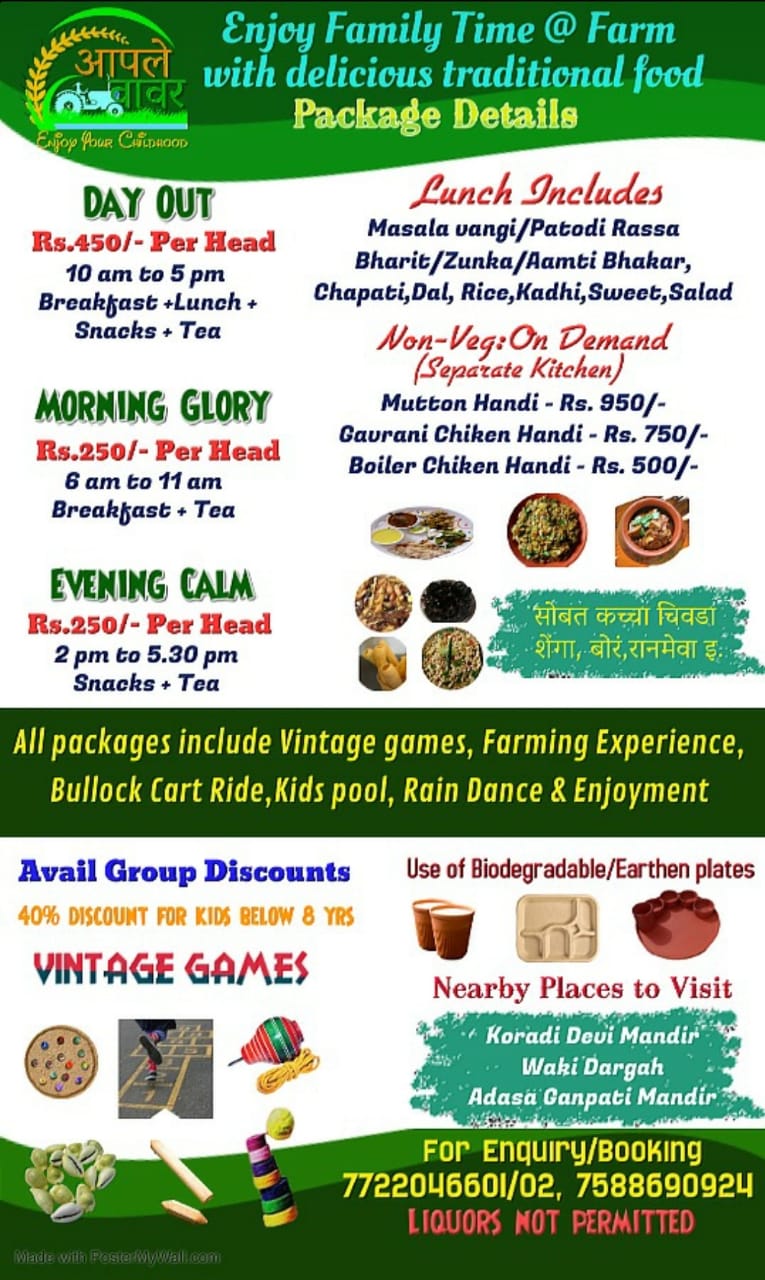 आपले
वावर
Enjoy Your Childhood
Enjoy Family Time @ Farm
with delicious traditional food
Package Details
DAY OUT
Rs.450/- Per Head
10 am to 5 pm
Breakfast +Lunch +
Snacks + Tea
MORNING GLORY
Rs.250/- Per Head
6 am to 11 am
Breakfast + Tea
EVENING CALM
Rs.250/- Per Head
2 pm to 5.30 pm
Snacks + Tea
Lunch Includes
Masala vangi/Patodi Rassa
Bharit/Zunka/Aamti Bhakar,
Chapati,Dal, Rice,Kadhi,Sweet,Salad
Non-Veg:On Demand
(Separate Kitchen)
Mutton Handi - Rs. 950/-
Gavrani Chiken Handi - Rs. 750/-
Boiler Chiken Handi - Rs. 500/-
सोबत कच्चा चिवडा
शेंगा, बोरं,रानमेवा इ.
All packages include Vintage games, Farming Experience,
Bullock Cart Ride,Kids pool, Rain Dance & Enjoyment
Avail Group Discounts
40% DISCOUNT FOR KIDS BELOW 8 YRS
VINTAGE GAMES
Use of Biodegradable/Earthen plates
Nearby Places to Visit
Koradi Devi Mandir
Waki Dargah
Adasa Ganpati Mandir
For Enquiry/Booking
7722046601/02, 7588690924
LIQUORS NOT PERMITTED
Made with PosterMyWall.com